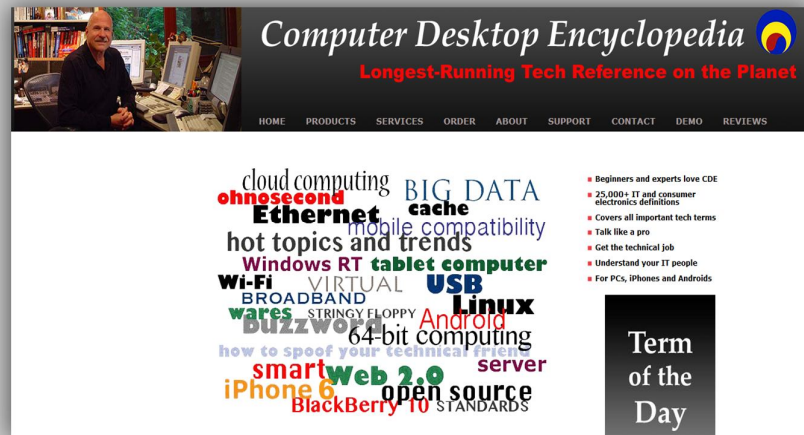 Computer Desktop Encyclopedia
Longest-Running Tech Reference on the Planet
HOME PRODUCTS SERVICES ORDER ABOUT SUPPORT CONTACT DEMO REVIEWS
cloud computing
BIG DATA
ohnosecond
Ethernet
cache
mobile compatibility
hot topics and trends
Windows RT
tablet computer
Wi-Fi
VIRTUAL
USB
BROADBAND
Linux
wares
STRINGY FLOPPY
Android
buzzword
64-bit computing
how to spoof your technical friend
smart
server
Web 2.0
iPhone 6
open source
BlackBerry 10
STANDARDS
Beginners and experts love CDE
25,000+ IT and consumer
electronics definitions
Covers all important tech terms
Talk like a pro
Get the technical job
Understand your IT people
For PCs, iPhones and Androids
Term
of the
Day